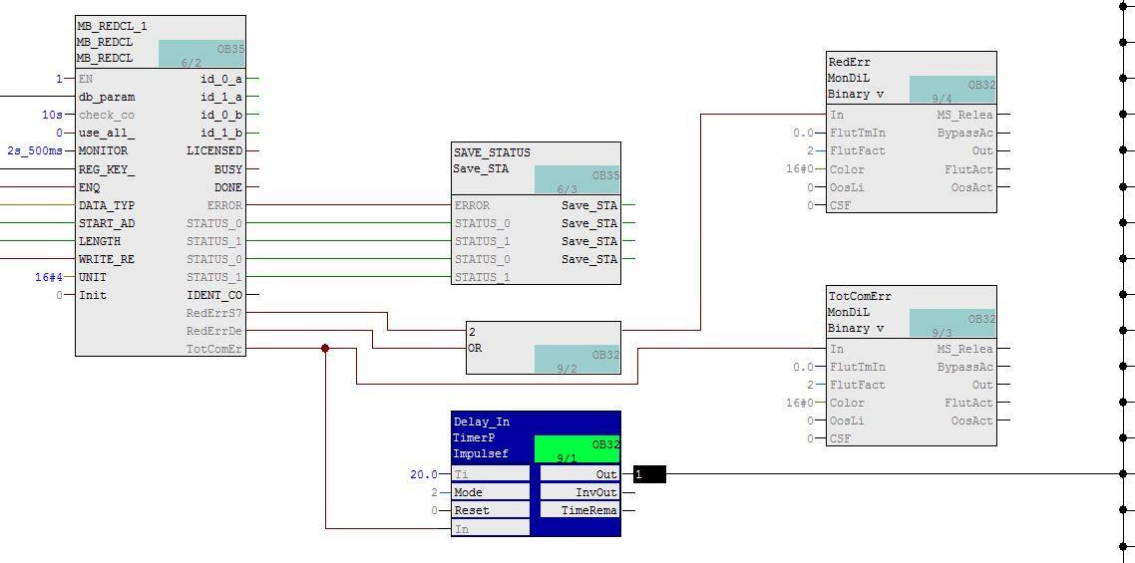 MB_REDCL_1
MB_REDCL
MB_REDCL
OB35
6/2
1 EN id_0_a
db_param id_1_a
10s check_co id_0_b
0 use_all_ id_1_b
2s_500ms MONITOR LICENSED
REG_KEY_ BUSY
ENQ DONE
DATA_TYP ERROR
START_AD STATUS_0
LENGTH STATUS_1
WRITE_RE STATUS_0
16#4 UNIT STATUS_1
0 Init IDENT_CO
RedErrS7
RedErrDe
TotComEr
SAVE_STATUS
Save_STA
OB35
6/3
ERROR Save_STA
STATUS_0 Save_STA
STATUS_1 Save_STA
STATUS_0 Save_STA
STATUS_1
2
OR
OB32
9/2
Delay_In
TimerP
Impulsef
OB32
9/1
20.0 Ti Out 1
2 Mode InvOut
0 Reset TimeRema
In
RedErr
MonDiL
Binary v
OB32
9/4
In MS_Relea
0.0 FlutTmIn BypassAc
2 FlutFact Out
16#0 Color FlutAct
0 OosLi OosAct
0 CSF
TotComErr
MonDiL
Binary v
OB32
9/3
In MS_Relea
0.0 FlutTmIn BypassAc
2 FlutFact Out
16#0 Color FlutAct
0 OosLi OosAct
0 CSF